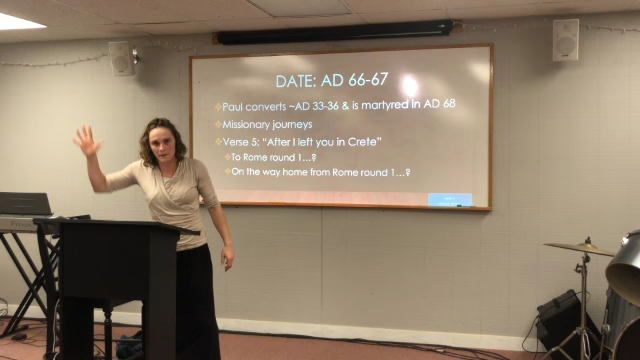 DATE: AD 66-67
Paul converts ~AD 33-36 & is martyred in AD 68
Missionary journeys
Verse 5: “After I left you in Crete”
To Rome round 1…?
On the way home from Rome round 1…?